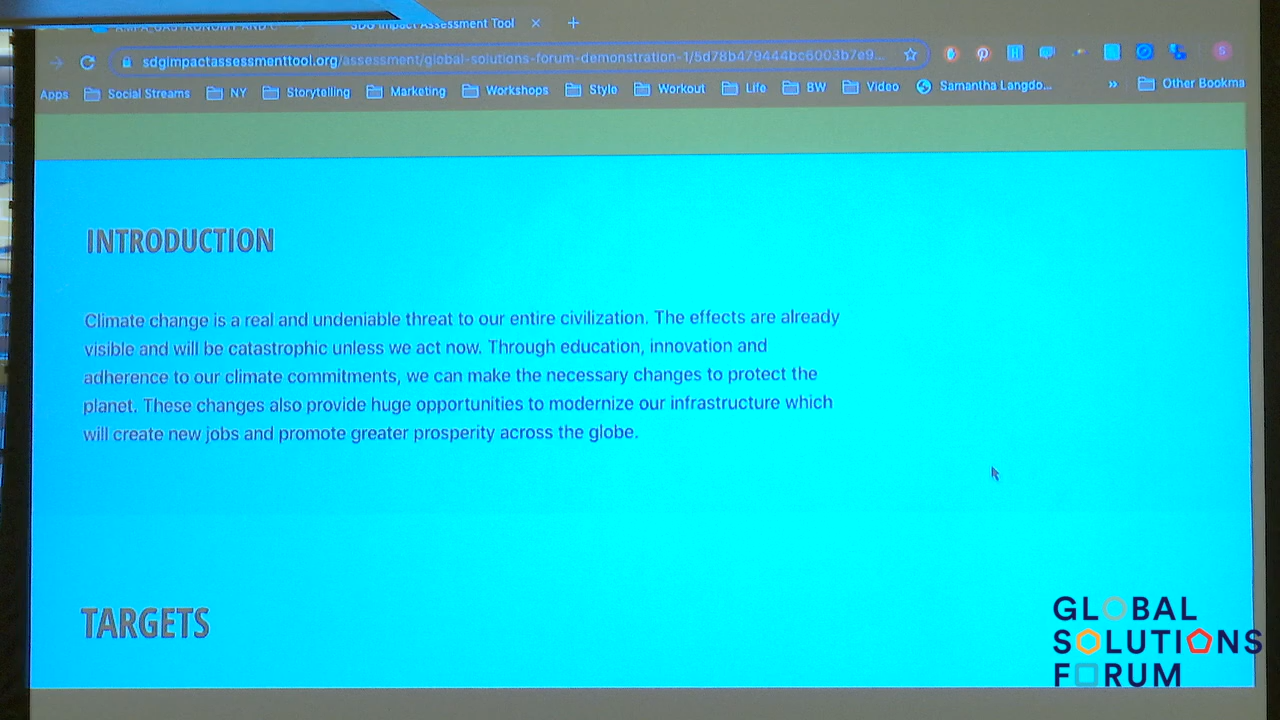 SDG Impact Assessment Tool
sdgimpactassessmenttool.org/assessment/global-solutions-forum-demonstration-1/5d78b479444bc6003b7e9...
Apps Social Streams NY Storytelling Marketing Workshops Style Workout Life BW Video Samantha Langdo... » Other Bookma
INTRODUCTION
Climate change is a real and undeniable threat to our entire civilization. The effects are already
visible and will be catastrophic unless we act now. Through education, innovation and
adherence to our climate commitments, we can make the necessary changes to protect the
planet. These changes also provide huge opportunities to modernize our infrastructure which
will create new jobs and promote greater prosperity across the globe.
TARGETS
GLOBAL
SOLUTIONS
FORUM